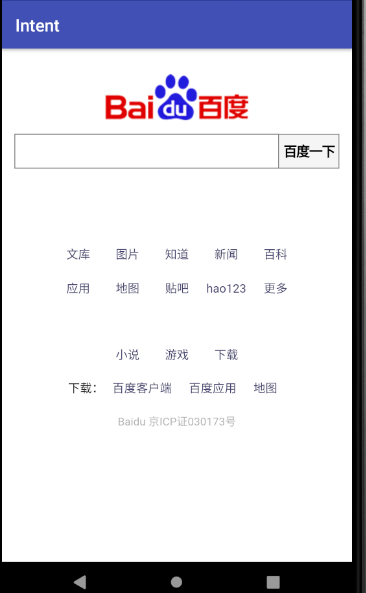 Intent
Bai du 百度
百度一下
文库 图片 知道 新闻 百科
应用 地图 贴吧 hao123 更多
小说 游戏 下载
下载: 百度客户端 百度应用 地图
Baidu 京ICP证030173号